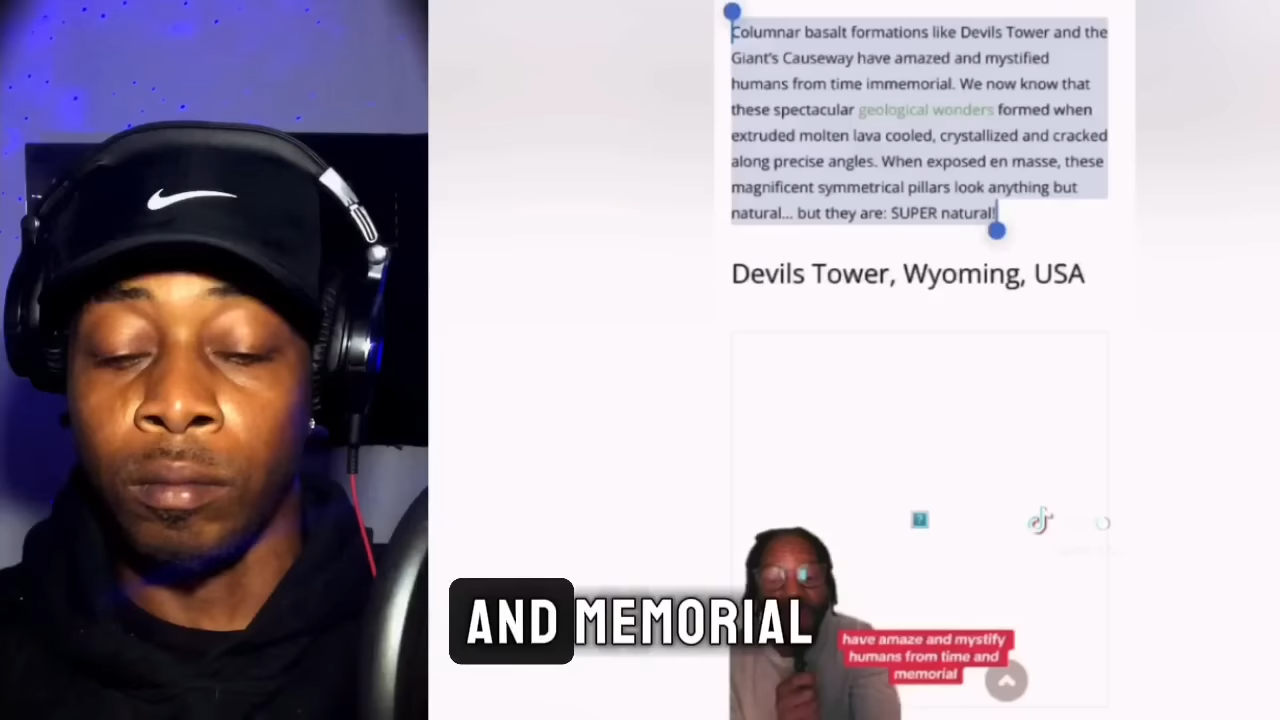 Columnar basalt formations like Devils Tower and the
Giant's Causeway have amazed and mystified
humans from time immemorial. We now know that
these spectacular geological wonders formed when
extruded molten lava cooled, crystallized and cracked
along precise angles. When exposed en masse, these
magnificent symmetrical pillars look anything but
natural... but they are: SUPER natural!
Devils Tower, Wyoming, USA
?
AND MEMORIAL
have amaze and mystify
humans from time and
memorial